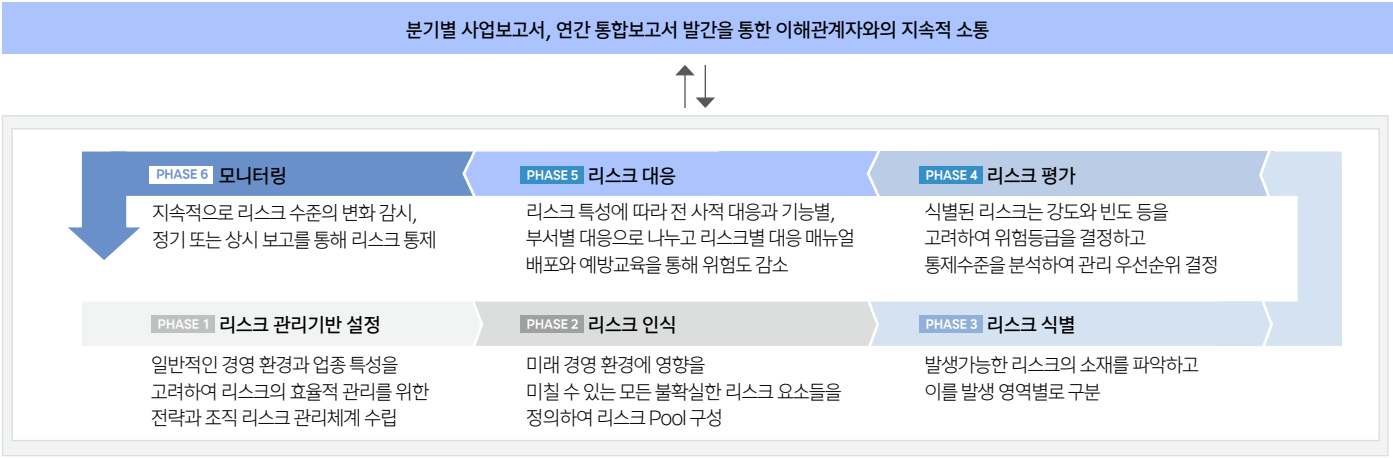 분기별 사업보고서, 연간 통합보고서 발간을 통한 이해관계자와의 지속적 소통
PHASE 6 모니터링
지속적으로 리스크 수준의 변화 감시,
정기 또는 상시 보고를 통해 리스크 통제
PHASE 5 리스크 대응
리스크 특성에 따라 전 사적 대응과 기능별,
부서별 대응으로 나누고 리스크별 대응 매뉴얼
배포와 예방교육을 통해 위험도 감소
PHASE 4 리스크 평가
식별된 리스크는 강도와 빈도 등을
고려하여 위험등급을 결정하고
통제수준을 분석하여 관리 우선순위 결정
PHASE 1 리스크 관리기반 설정
일반적인 경영 환경과 업종 특성을
고려하여 리스크의 효율적 관리를 위한
전략과 조직 리스크 관리체계 수립
PHASE 2 리스크 인식
미래 경영 환경에 영향을
미칠 수 있는 모든 불확실한 리스크 요소들을
정의하여 리스크 Pool 구성
PHASE 3 리스크 식별
발생가능한 리스크의 소재를 파악하고
이를 발생 영역별로 구분